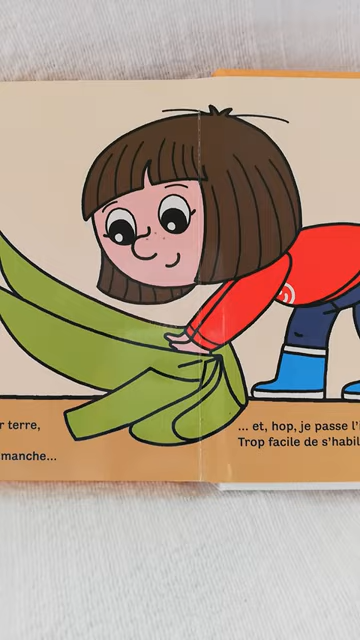 r terre,
manche...
... et, hop, je passe l'
Trop facile de s'habil